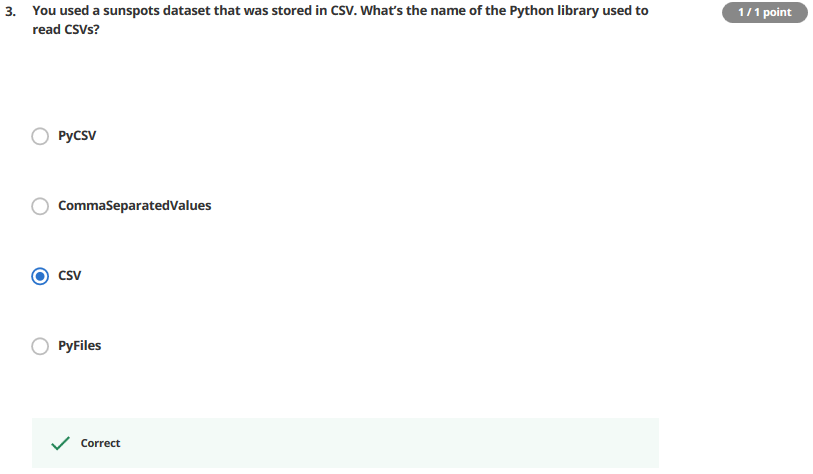 3. You used a sunspots dataset that was stored in CSV. What's the name of the Python library used to
read CSVs?
1 / 1 point
PyCSV
CommaSeparatedValues
CSV
PyFiles
Correct